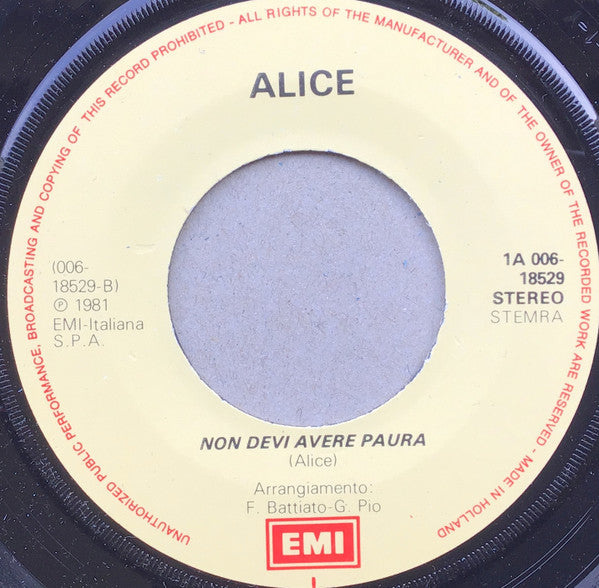 UNAUTHORIZED PUBLIC PERFORMANCE, BROADCASTING AND COPYING OF THIS RECORD PROHIBITED - ALL RIGHTS OF THE MANUFACTURER AND OF THE OWNER OF THE RECORDED WORK ARE RESERVED - MADE IN HOLLAND
ALICE
(006-
18529-B)
℗ 1981
EMI-Italiana
S.P.A.
1A 006-
18529
STEREO
STEMRA
NON DEVI AVERE PAURA
(Alice)
Arrangiamento:
F. Battiato-G. Pio
EMI